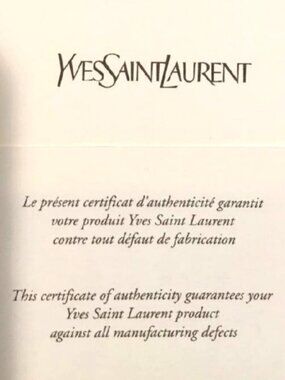 YVESSAINTLAURENT
Le présent certificat d'authenticité garantit
votre produit Yves Saint Laurent
contre tout défaut de fabrication
This certificate of authenticity guarantees your
Yves Saint Laurent product
against all manufacturing defects